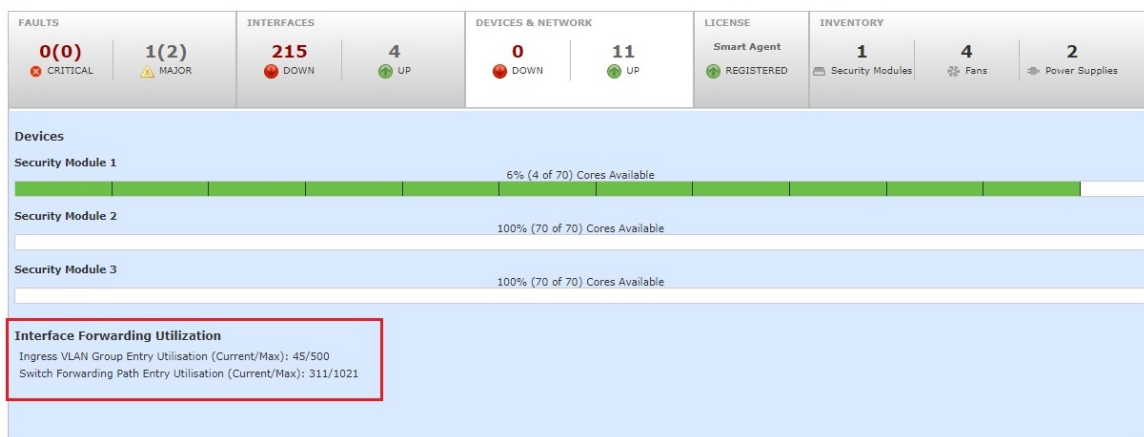 FAULTS
0(0)
CRITICAL
1(2)
MAJOR
INTERFACES
215
DOWN
4
UP
DEVICES & NETWORK
0
DOWN
11
UP
LICENSE
Smart Agent
REGISTERED
INVENTORY
1
Security Modules
4
Fans
2
Power Supplies
Devices
Security Module 1
6% (4 of 70) Cores Available
Security Module 2
100% (70 of 70) Cores Available
Security Module 3
100% (70 of 70) Cores Available
Interface Forwarding Utilization
Ingress VLAN Group Entry Utilisation (Current/Max): 45/500
Switch Forwarding Path Entry Utilisation (Current/Max): 311/1021